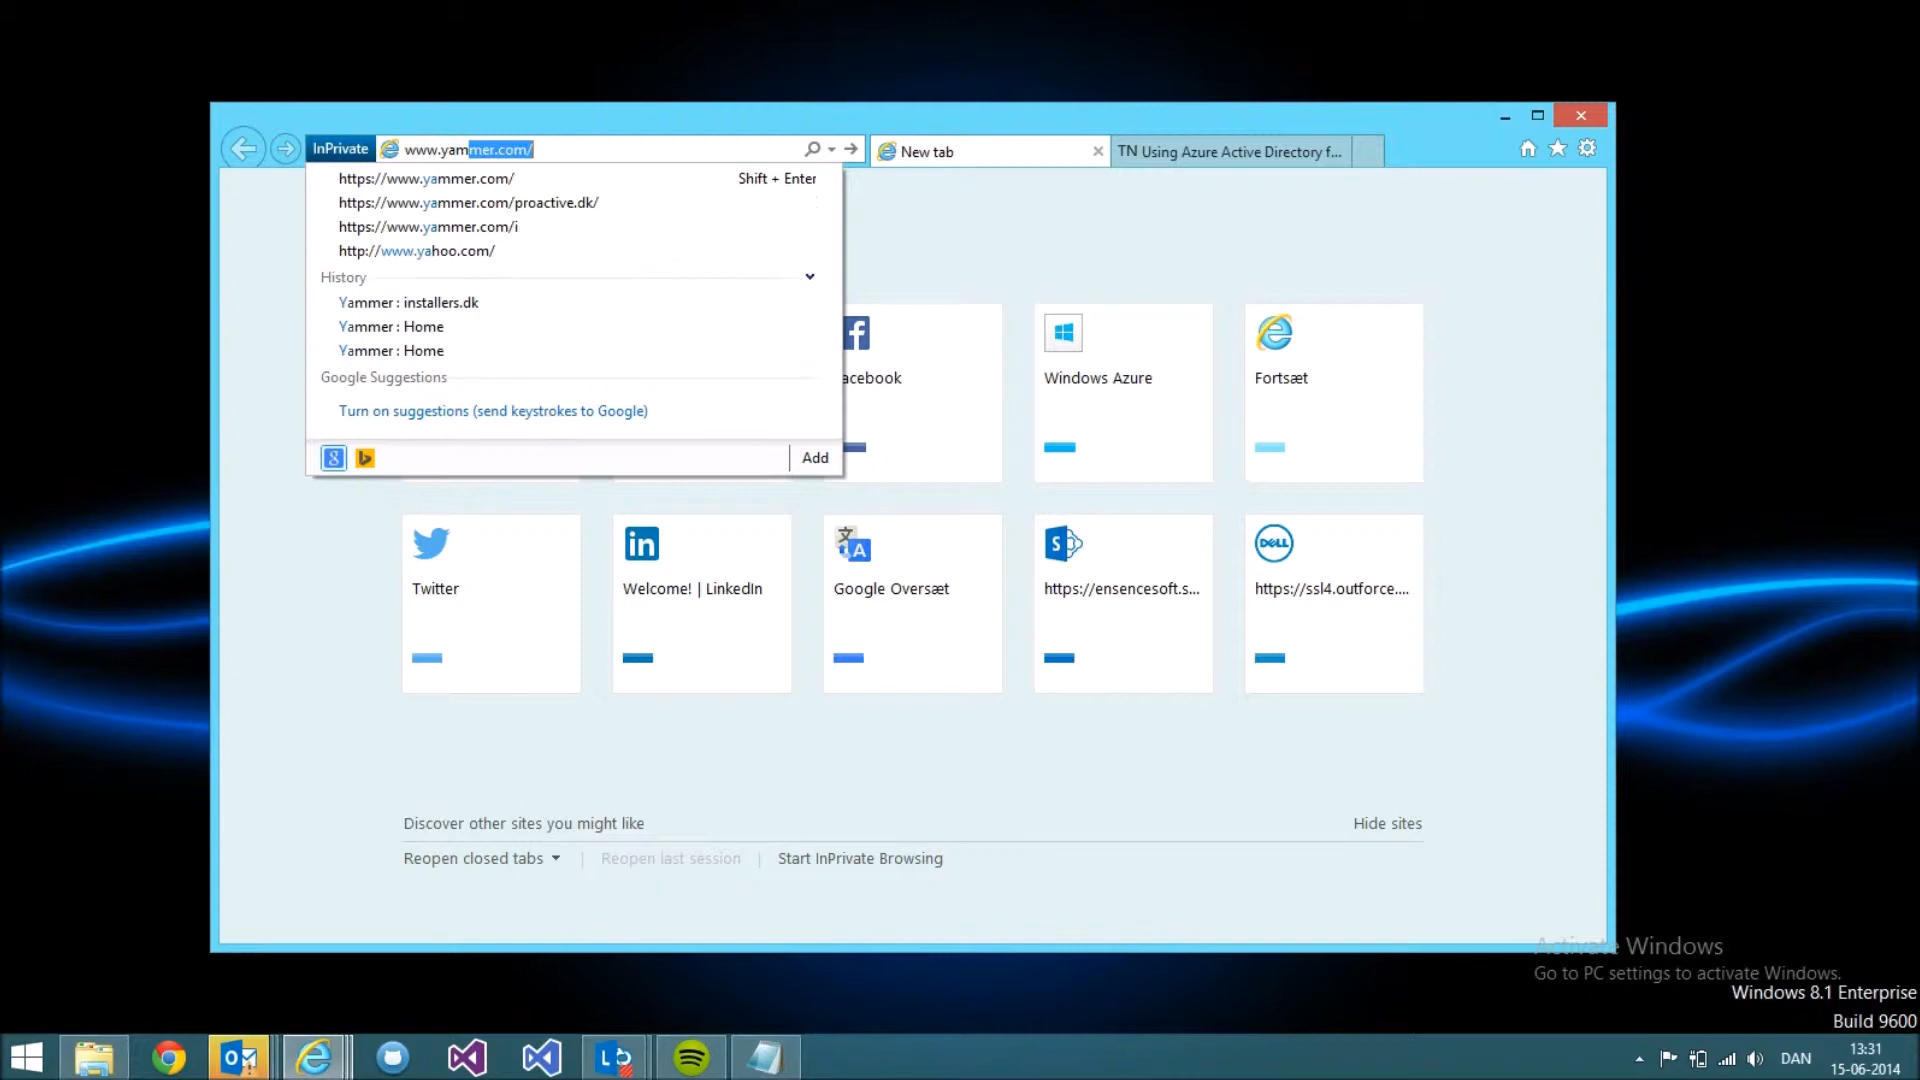 InPrivate
www.yammer.com/
New tab
TN Using Azure Active Directory f...
https://www.yammer.com/ Shift + Enter
https://www.yammer.com/proactive.dk/
https://www.yammer.com/i
http://www.yahoo.com/
History
Yammer : installers.dk
Yammer : Home
Yammer : Home
Google Suggestions
Turn on suggestions (send keystrokes to Google)
Add
acebook
Windows Azure
Fortsæt
Twitter
Welcome! | LinkedIn
Google Oversæt
https://ensencesoft.s...
DELL
https://ssl4.outforce....
Discover other sites you might like
Hide sites
Reopen closed tabs
Reopen last session
Start InPrivate Browsing
Activate Windows
Go to PC settings to activate Windows.
Windows 8.1 Enterprise
Build 9600
DAN
13:31
15-06-2014